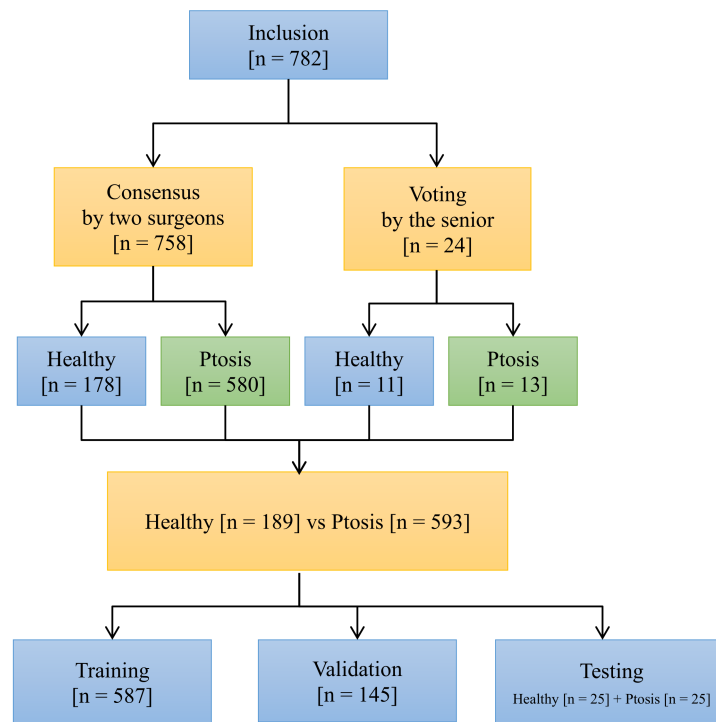 Inclusion
[n = 782]
Consensus
by two surgeons
[n = 758]
Voting
by the senior
[n = 24]
Healthy
[n = 178]
Ptosis
[n = 580]
Healthy
[n = 11]
Ptosis
[n = 13]
Healthy [n = 189] vs Ptosis [n = 593]
Training
[n = 587]
Validation
[n = 145]
Testing
Healthy [n = 25] + Ptosis [n = 25]